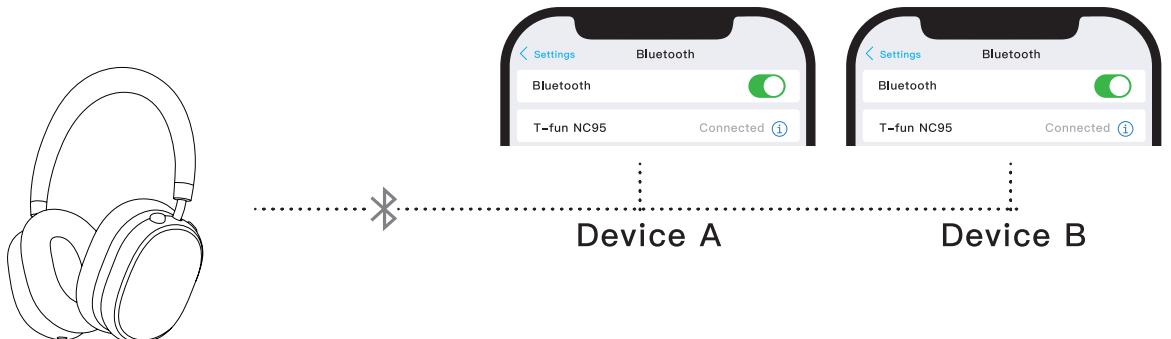 Settings Bluetooth
Bluetooth
T-fun NC95 Connected
Settings Bluetooth
Bluetooth
T-fun NC95 Connected
Device A
Device B